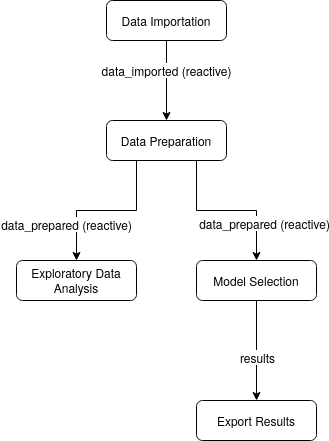 Data Importation
data_imported (reactive)
Data Preparation
data_prepared (reactive)
data_prepared (reactive)
Exploratory Data
Analysis
Model Selection
results
Export Results